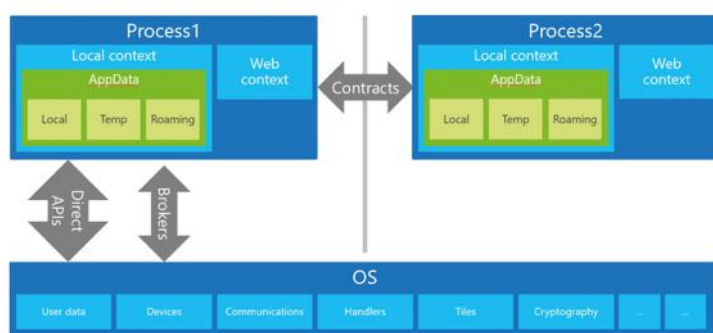 Process1
Local context
AppData
Local
Temp
Roaming
Web
context
Contracts
Process2
Local context
AppData
Local
Temp
Roaming
Web
context
Direct
APIs
Brokers
OS
User data
Devices
Communications
Handlers
Tiles
Cryptography
...
...